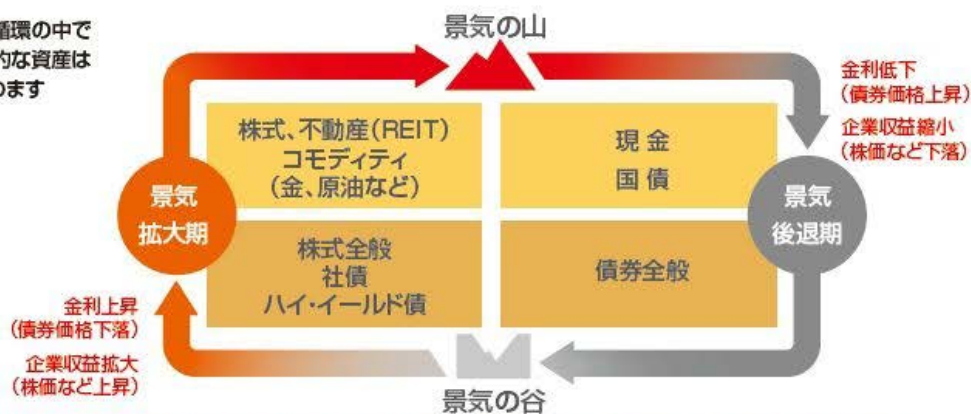 循環の中で
的な資産は
ます
景気の山
金利低下
(債券価格上昇)
企業収益縮小
(株価など下落)
株式、不動産(REIT)
コモディティ
(金、原油など)
現金
国債
景気
拡大期
景気
後退期
株式全般
社債
ハイ・イールド債
債券全般
金利上昇
(債券価格下落)
企業収益拡大
(株価など上昇)
景気の谷